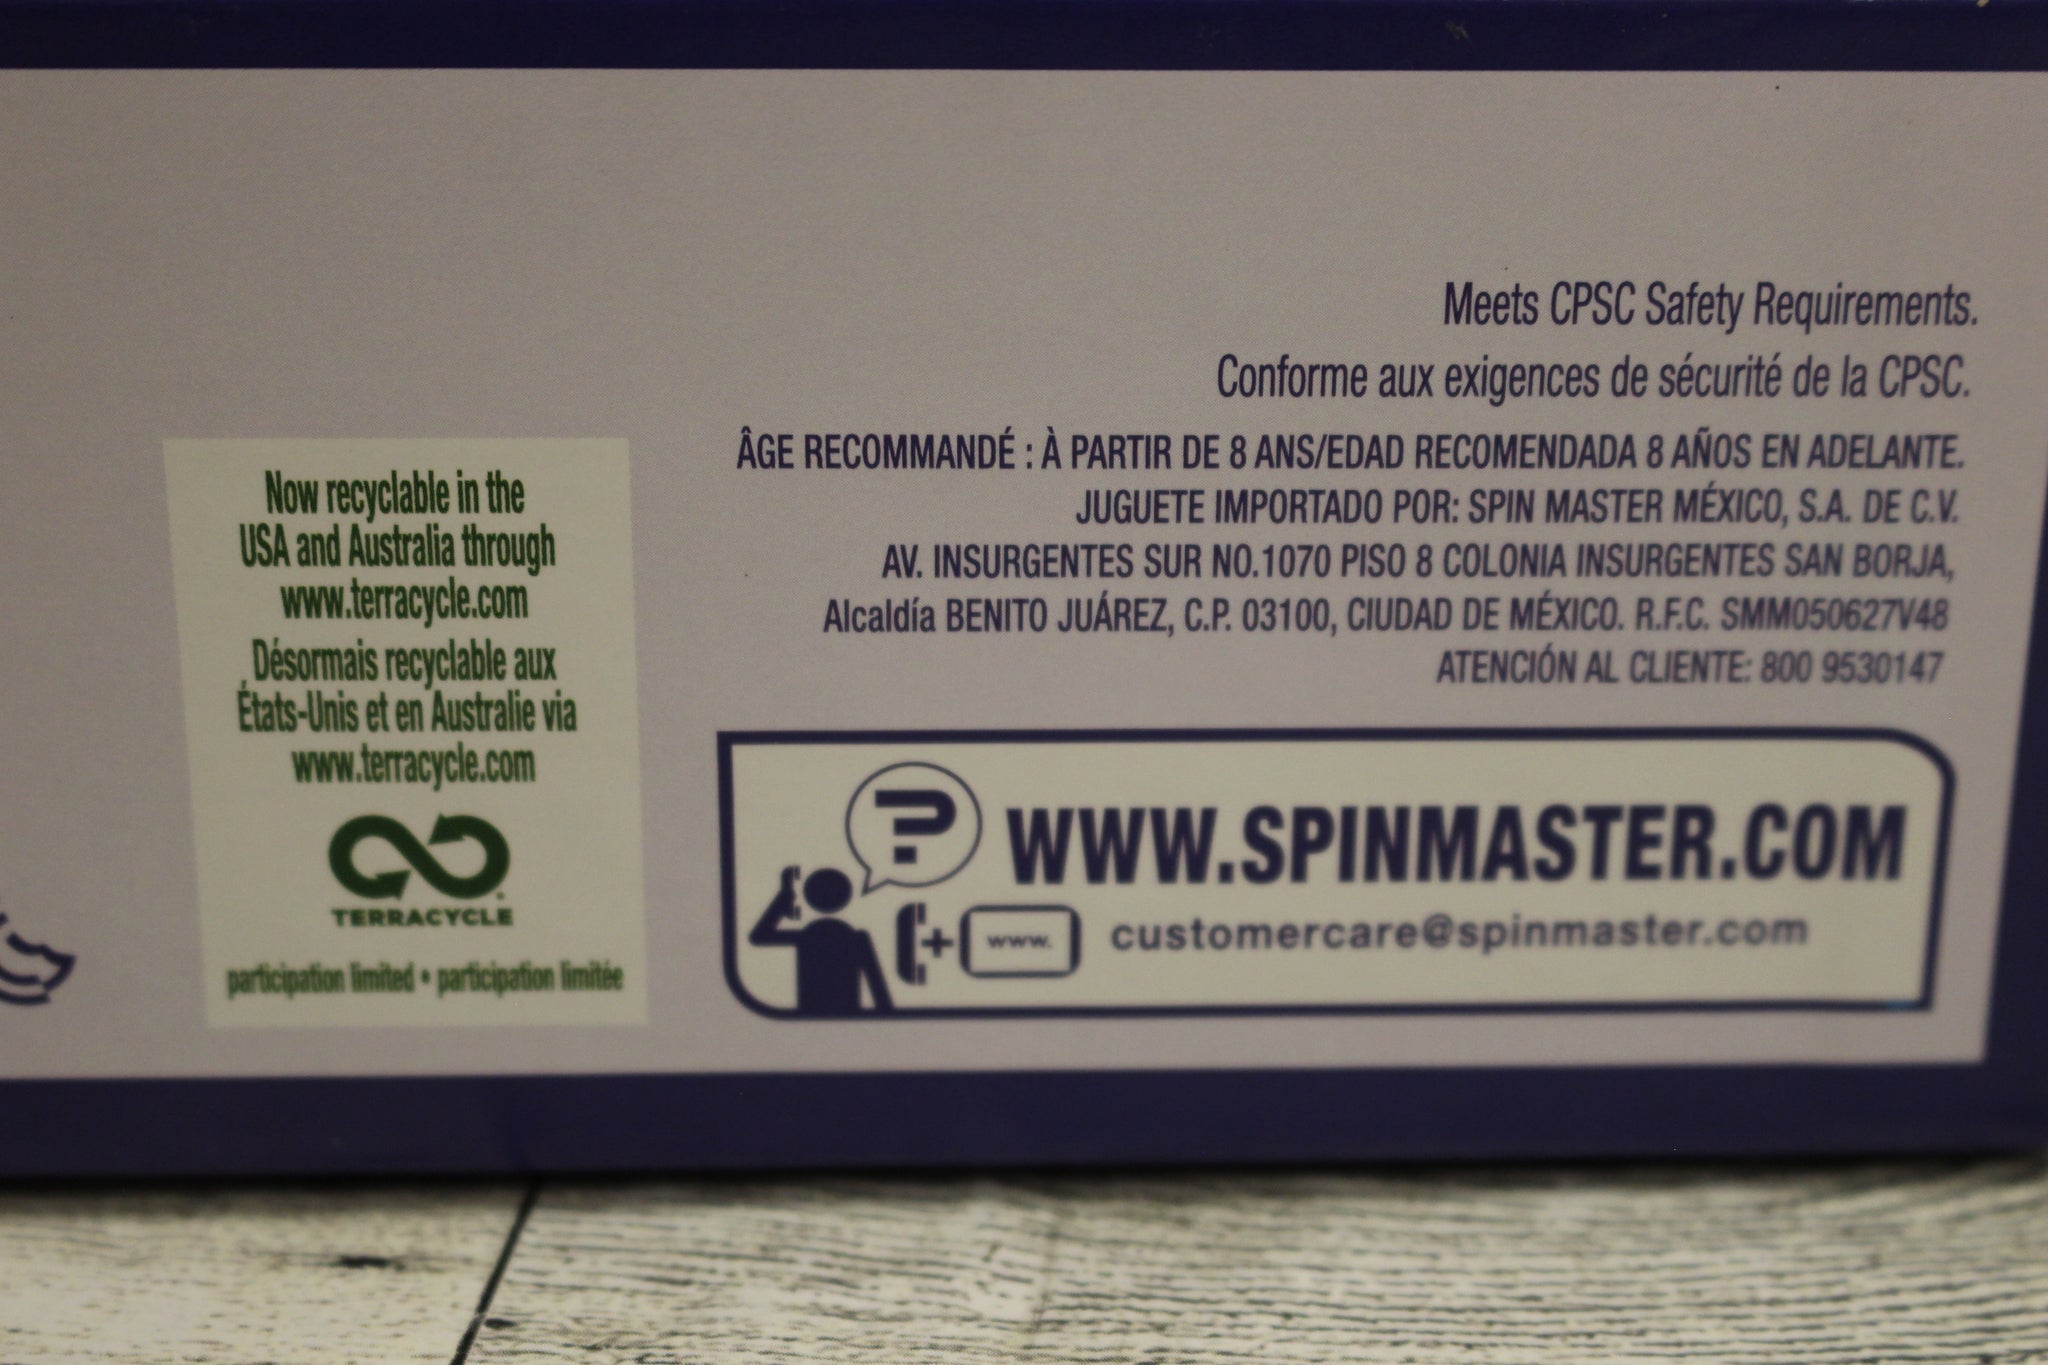 Meets CPSC Safety Requirements.
Conforme aux exigences de sécurité de la CPSC.
ÂGE RECOMMANDÉ : À PARTIR DE 8 ANS/EDAD RECOMENDADA 8 AÑOS EN ADELANTE.
JUGUETE IMPORTADO POR: SPIN MASTER MÉXICO, S.A. DE C.V.
AV. INSURGENTES SUR NO.1070 PISO 8 COLONIA INSURGENTES SAN BORJA,
Alcaldía BENITO JUÁREZ, C.P. 03100, CIUDAD DE MÉXICO. R.F.C. SMM050627V48
ATENCIÓN AL CLIENTE: 800 9530147
Now recyclable in the
USA and Australia through
www.terracycle.com
Désormais recyclable aux
États-Unis et en Australie via
www.terracycle.com
TERRACYCLE
participation limited • participation limitée
?
WWW.SPINMASTER.COM
+ www.
customercare@spinmaster.com